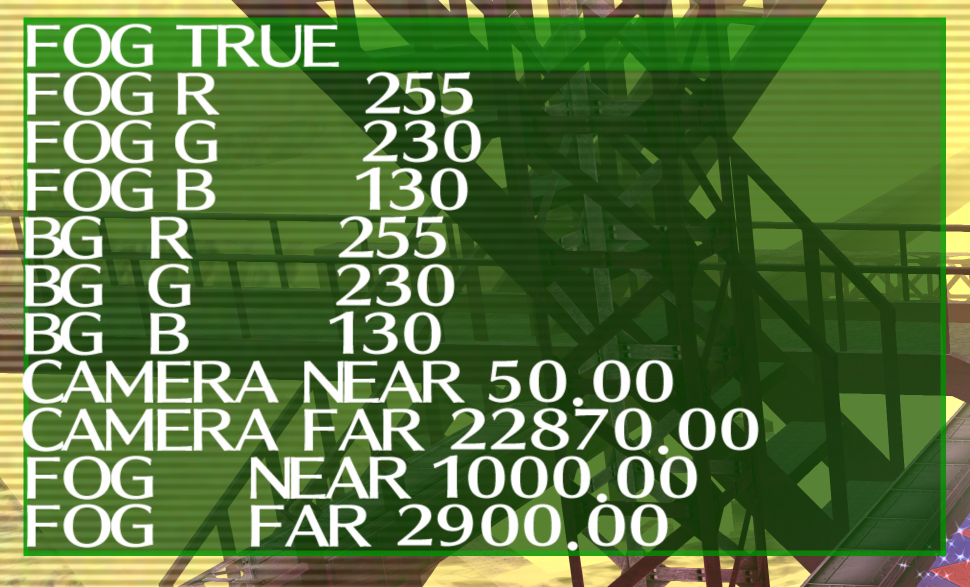 FOG TRUE
FOG R 255
FOG G 230
FOG B 130
BG R 255
BG G 230
BG B 130
CAMERA NEAR 50.00
CAMERA FAR 22870.00
FOG NEAR 1000.00
FOG FAR 2900.00